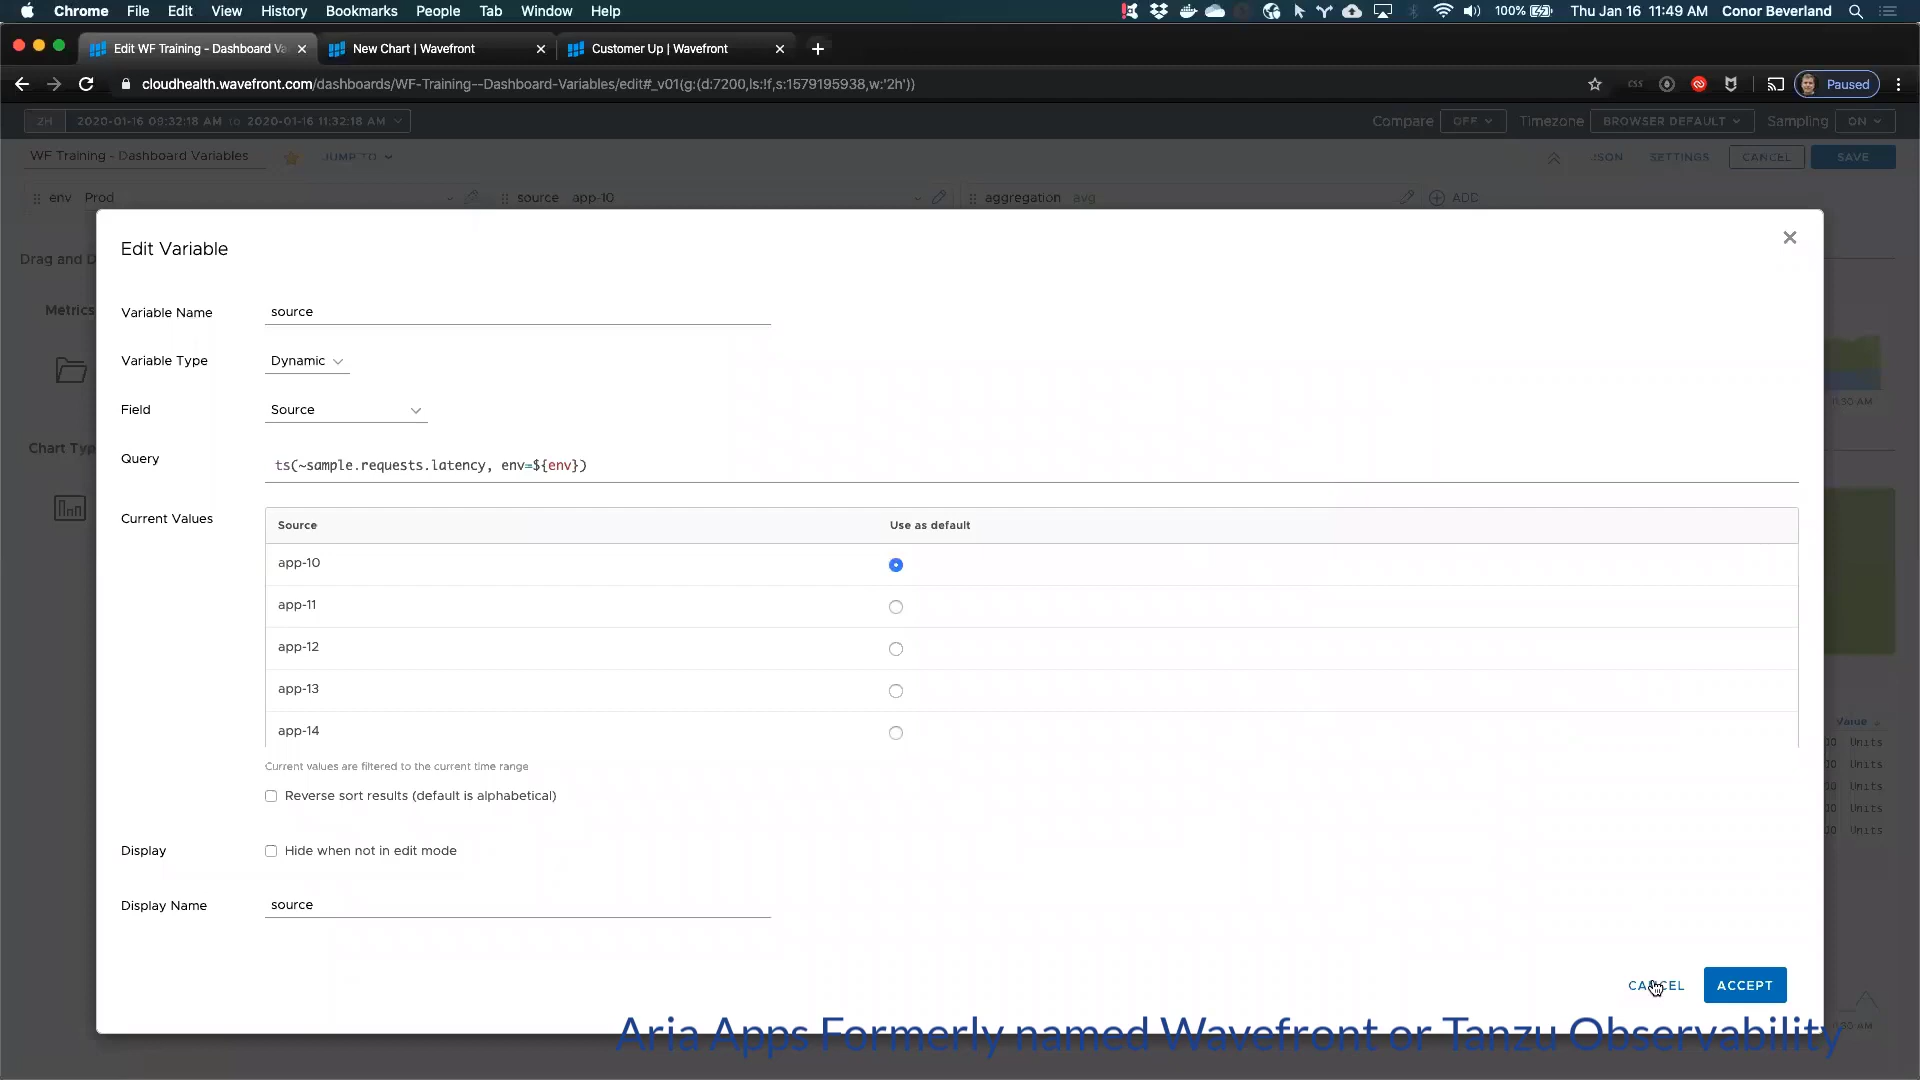 Chrome File Edit View History Bookmarks People Tab Window Help 100% Thu Jan 16 11:49 AM Conor Beverland
Edit WF Training - Dashboard Va New Chart | Wavefront Customer Up | Wavefront
cloudhealth.wavefront.com/dashboards/WF-Training--Dashboard-Variables/edit#_v01(g:(d:7200,ls:!f,s:1579195938,w:'2h')) Paused
2H 2020-01-16 09:32:18 AM to 2020-01-16 11:32:18 AM Compare OFF Timezone BROWSER DEFAULT Sampling ON
WF Training - Dashboard Variables JUMP TO JSON SETTINGS CANCEL SAVE
env Prod source app-10 aggregation avg ADD
Edit Variable
Drag and D
Metrics
Variable Name source
Variable Type Dynamic
Field Source
Chart Typ
Query ts(~sample.requests.latency, env=${env})
Current Values Source Use as default
app-10
app-11
app-12
app-13
app-14
Value
Units
Units
Units
Units
Units
Current values are filtered to the current time range
Reverse sort results (default is alphabetical)
Display Hide when not in edit mode
Display Name source
CANCEL ACCEPT
Aria Apps Formerly named Wavefront or Tanzu Observability